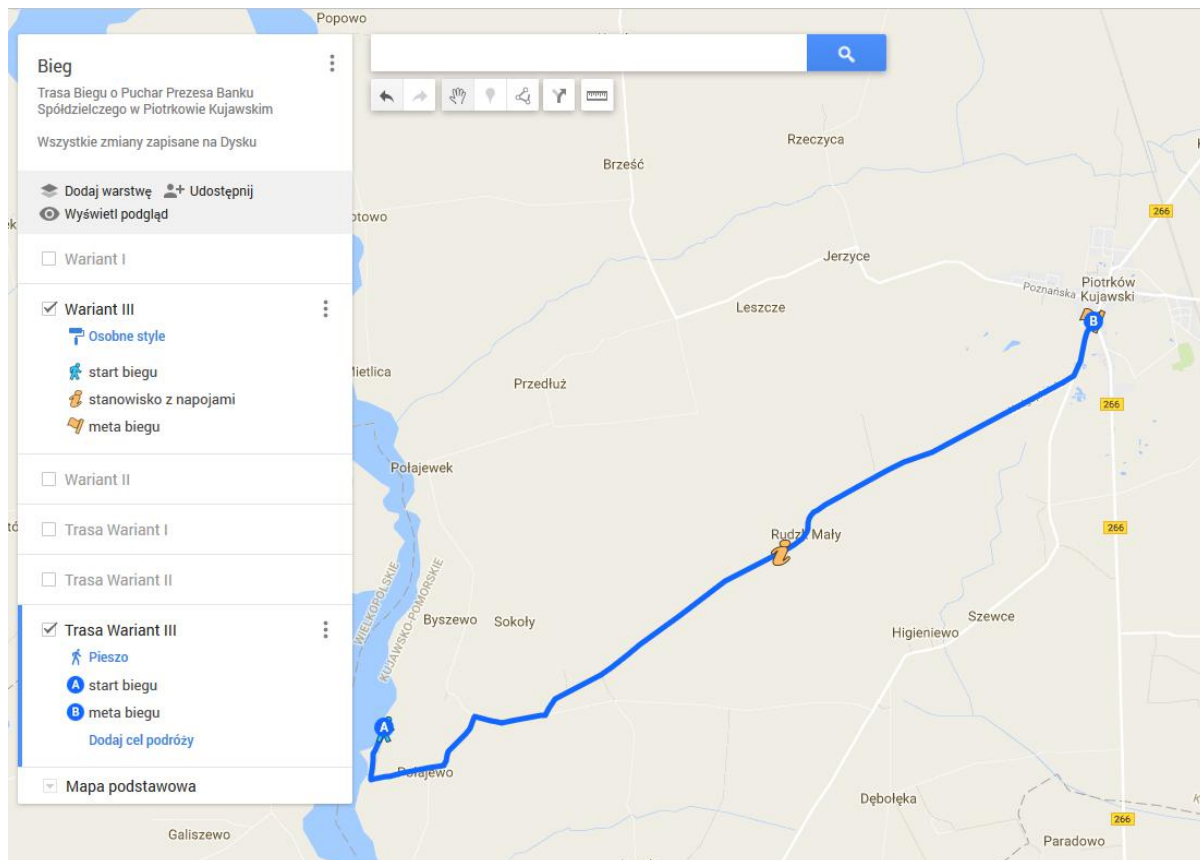 Popowo
Bieg
Trasa Biegu o Puchar Prezesa Banku
Spółdzielczego w Piotrkowie Kujawskim
Wszystkie zmiany zapisane na Dysku
Dodaj warstwę
Udostępnij
Wyświetl podgląd
Wariant I
Wariant III
Osobne style
start biegu
stanowisko z napojami
meta biegu
Wariant II
Trasa Wariant I
Trasa Wariant II
Trasa Wariant III
Pieszo
A start biegu
B meta biegu
Dodaj cel podróży
Mapa podstawowa
Rzeczyca
Brześć
266
Jerzyce
Poznańska
Piotrków
Kujawski
Leszcze
B
Przedłuż
266
Połajewek
266
Mały
WIELKOPOLSKIE
KUJAWSKO-POMORSKIE
Byszewo
Sokoły
Szewce
Higieniewo
A
Połajewo
Dębołęka
266
Galiszewo
Paradowo